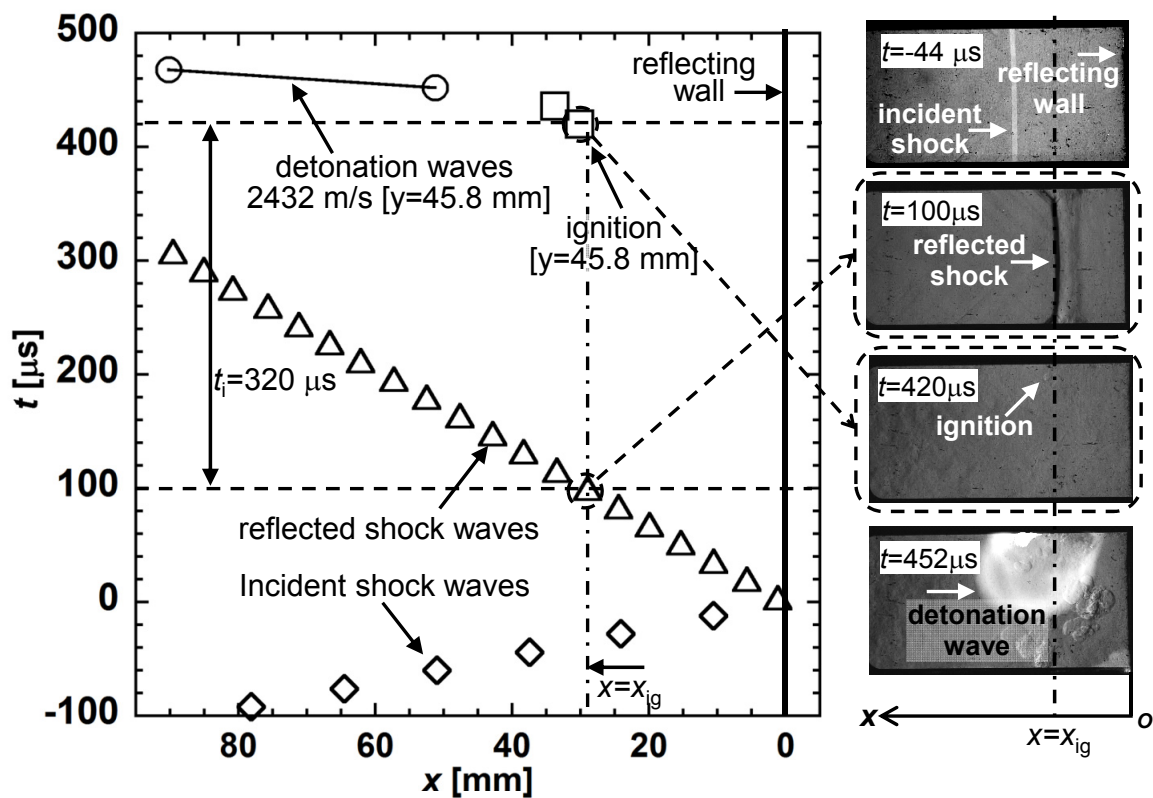 500
400
300
200
100
0
-100
t [µs]
80
60
40
20
0
x [mm]
reflecting
wall
detonation waves
2432 m/s [y=45.8 mm]
ignition
[y=45.8 mm]
tᵢ=320 µs
reflected shock waves
Incident shock waves
x=xig
t=-44 µs
reflecting
wall
incident
shock
t=100µs
reflected
shock
t=420µs
ignition
t=452µs
detonation
wave
x
o
x=xig